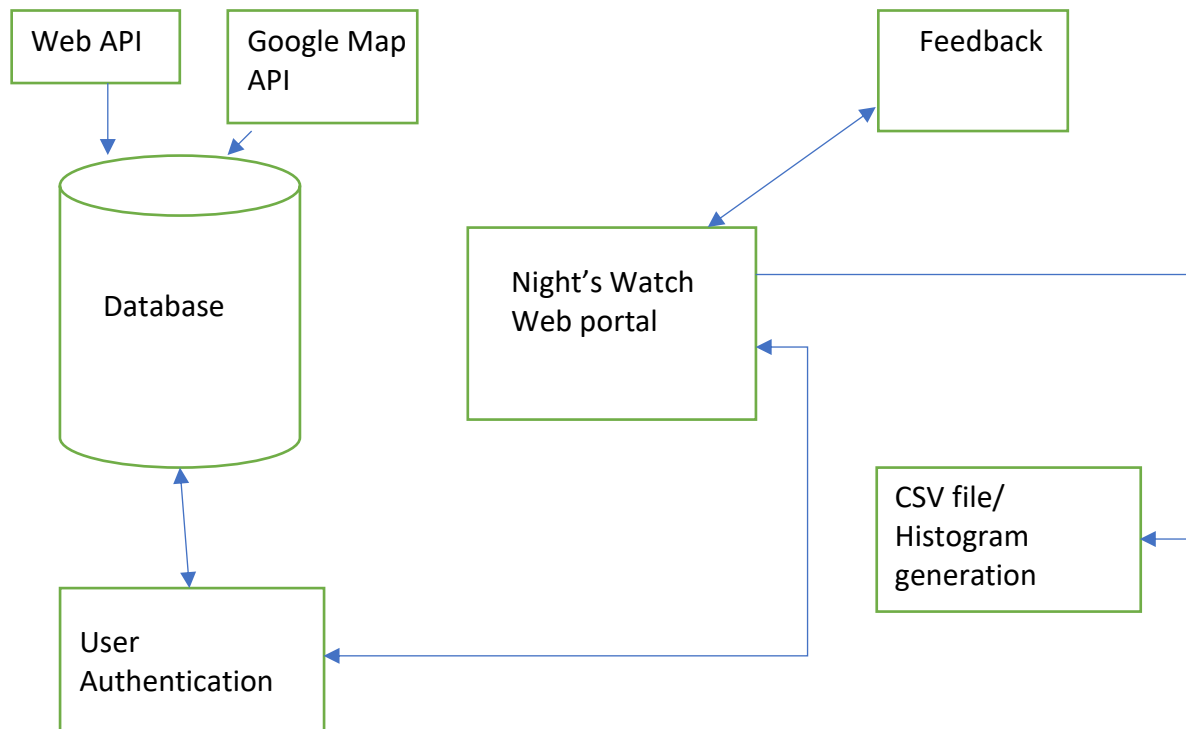 Web API
Google Map
API
Feedback
Database
Night’s Watch
Web portal
CSV file/
Histogram
generation
User
Authentication